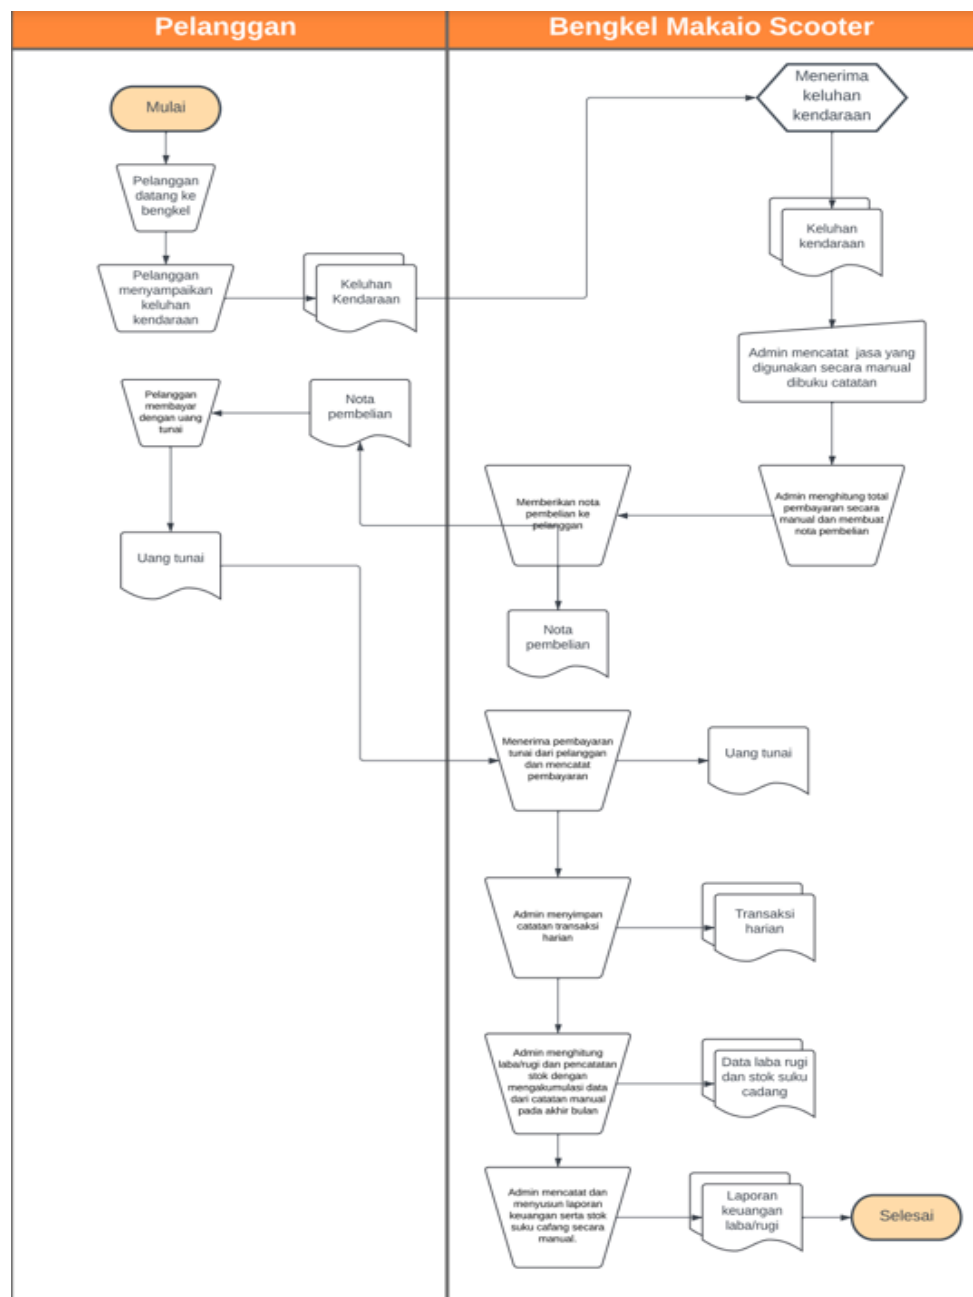 Pelanggan
Bengkel Makaio Scooter
Mulai
Pelanggan
datang ke
bengkel
Pelanggan
menyampaikan
keluhan
kendaraan
Keluhan
Kendaraan
Menerima
keluhan
kendaraan
Keluhan
kendaraan
Admin mencatat  jasa yang
digunakan secara manual
dibuku catatan
Admin menghitung total
pembayaran secara
manual dan membuat
nota pembelian
Memberikan nota
pembelian ke
pelanggan
Nota
pembelian
Nota
pembelian
Pelanggan
membayar
dengan uang
tunai
Uang tunai
Menerima pembayaran
tunai dari pelanggan
dan mencatat
pembayaran
Uang tunai
Admin menyimpan
catatan transaksi
harian
Transaksi
harian
Admin menghitung
laba/rugi dan pencatatan
stok dengan
mengakumulasi data
dari catatan manual
pada akhir bulan
Data laba rugi
dan stok suku
cadang
Admin mencatat dan
menyusun laporan
keuangan serta stok
suku cafang secara
manual.
Laporan
keuangan
laba/rugi
Selesai